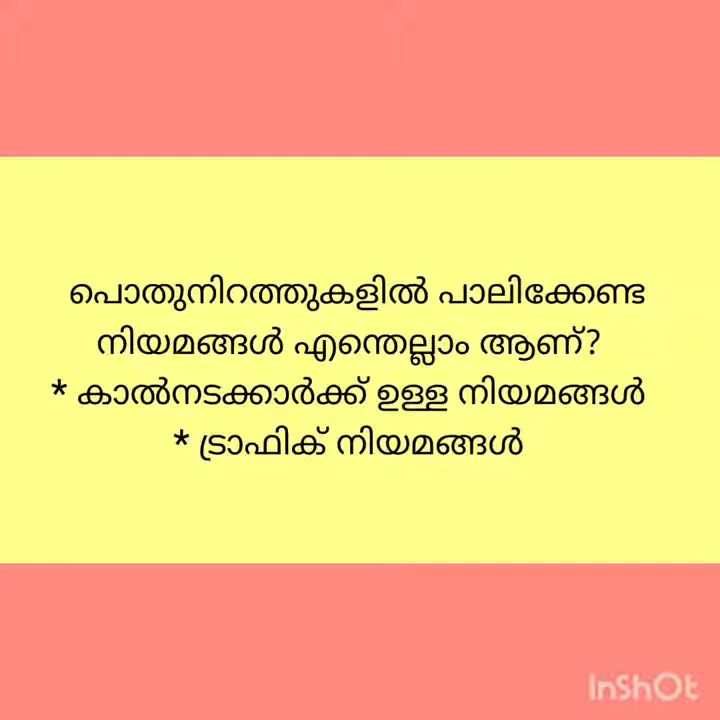 പൊതുനിറത്തുകളിൽ പാലിക്കേണ്ട
നിയമങ്ങൾ എന്തെല്ലാം ആണ്?
* കാൽനടക്കാർക്ക് ഉള്ള നിയമങ്ങൾ
* ട്രാഫിക് നിയമങ്ങൾ
InShOt